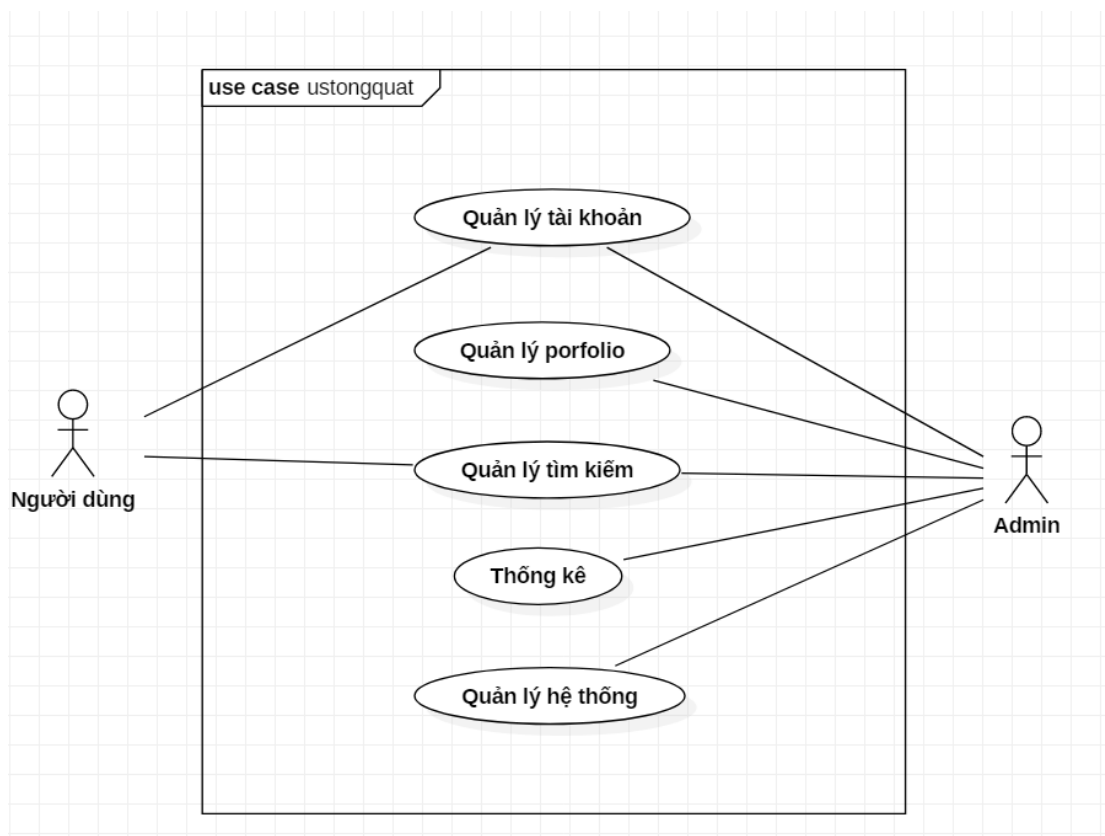 use case ustongquat
Quản lý tài khoản
Quản lý porfolio
Quản lý tìm kiếm
Người dùng
Admin
Thống kê
Quản lý hệ thống